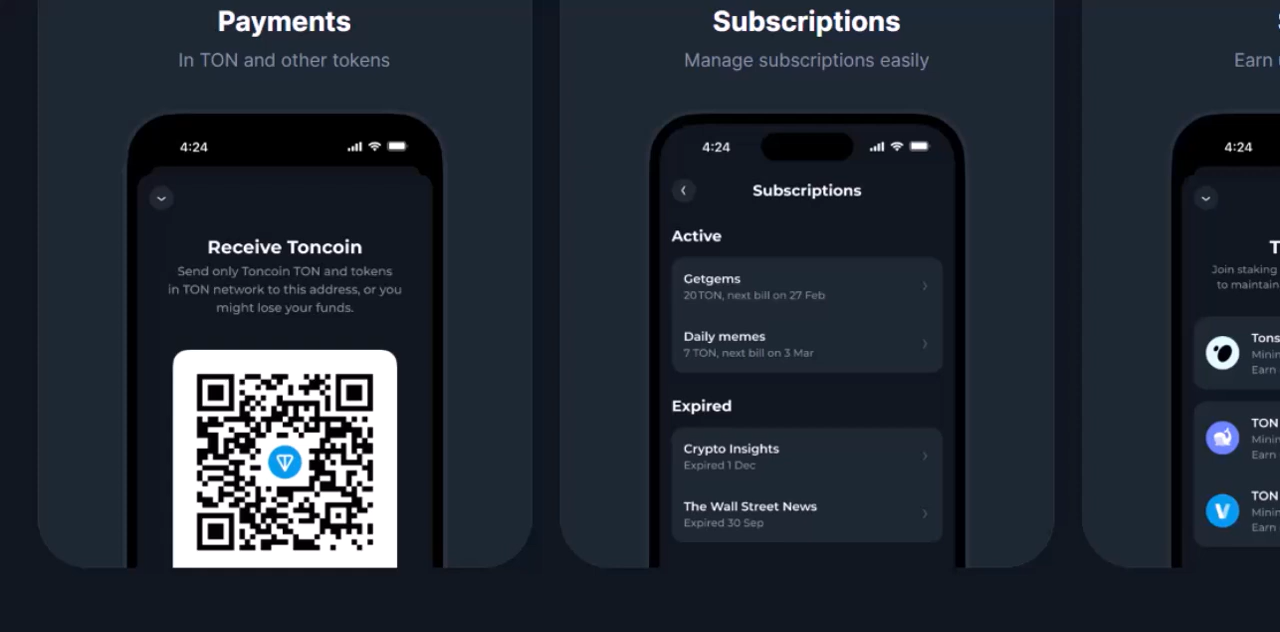 Payments
In TON and other tokens
4:24
Receive Toncoin
Send only Toncoin TON and tokens
in TON network to this address, or you
might lose your funds.
Subscriptions
Manage subscriptions easily
4:24
Subscriptions
Active
Getgems
20 TON, next bill on 27 Feb
Daily memes
7 TON, next bill on 3 Mar
Expired
Crypto Insights
Expired 1 Dec
The Wall Street News
Expired 30 Sep
Earn
4:24
Join staking
to maintain
Earn
TON
Earn
TON
Earn